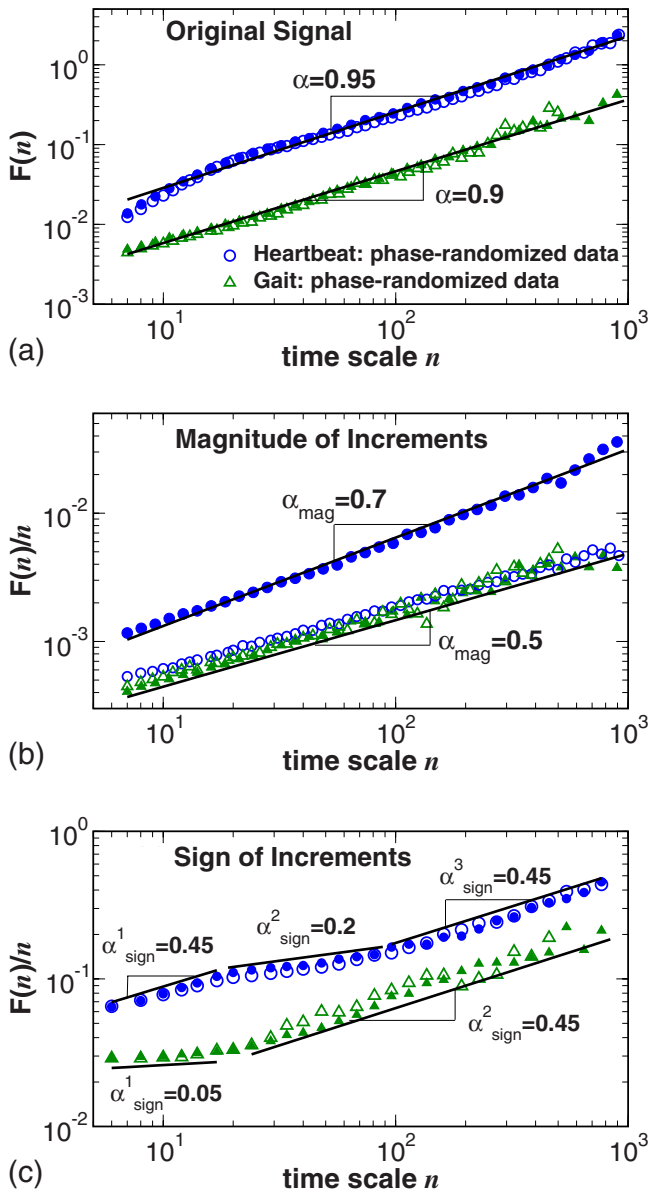 Original Signal
10^0
α=0.95
10^-1
F(n)
10^-2
α=0.9
Heartbeat: phase-randomized data
Gait: phase-randomized data
10^-3
10^1 10^2 10^3
(a) time scale n
Magnitude of Increments
α_mag=0.7
10^-2
F(n)/n
10^-3
α_mag=0.5
10^1 10^2 10^3
(b) time scale n
10^0
Sign of Increments
α^3_sign=0.45
α^2_sign=0.2
α^1_sign=0.45
F(n)/n
10^-1
α^2_sign=0.45
α^1_sign=0.05
10^-2
10^1 10^2 10^3
(c) time scale n